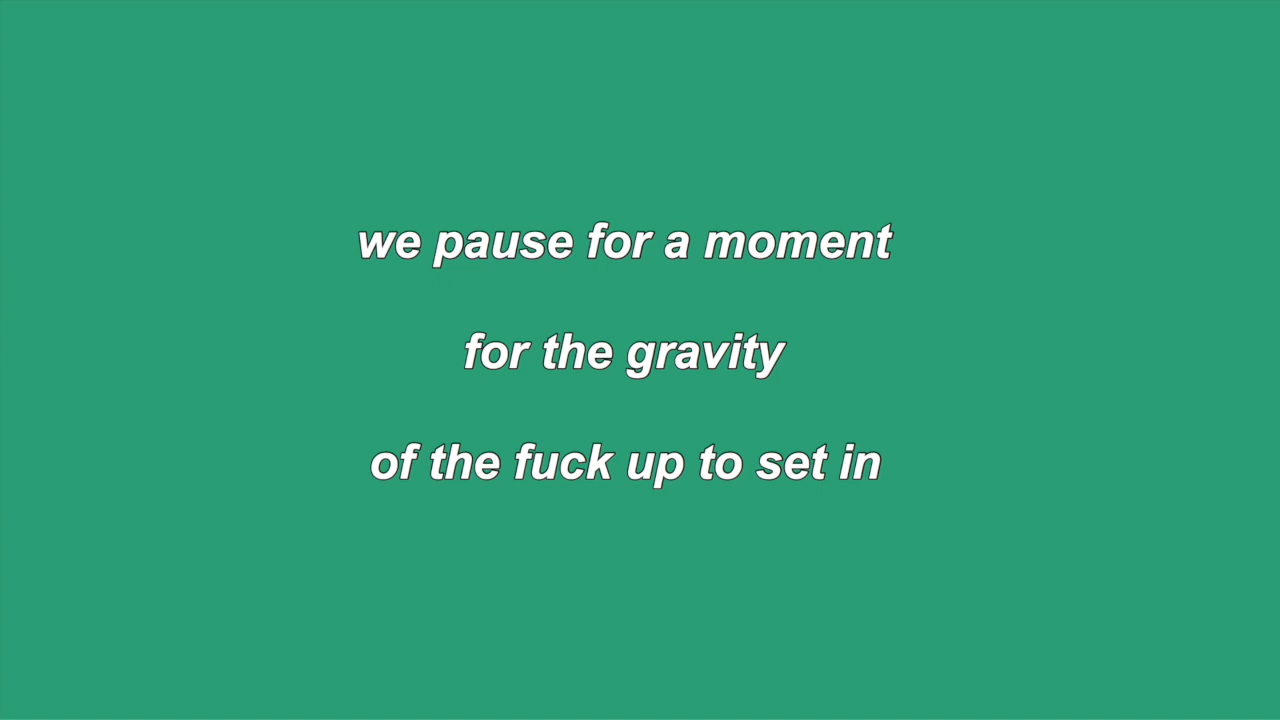 we pause for a moment
for the gravity
of the fuck up to set in